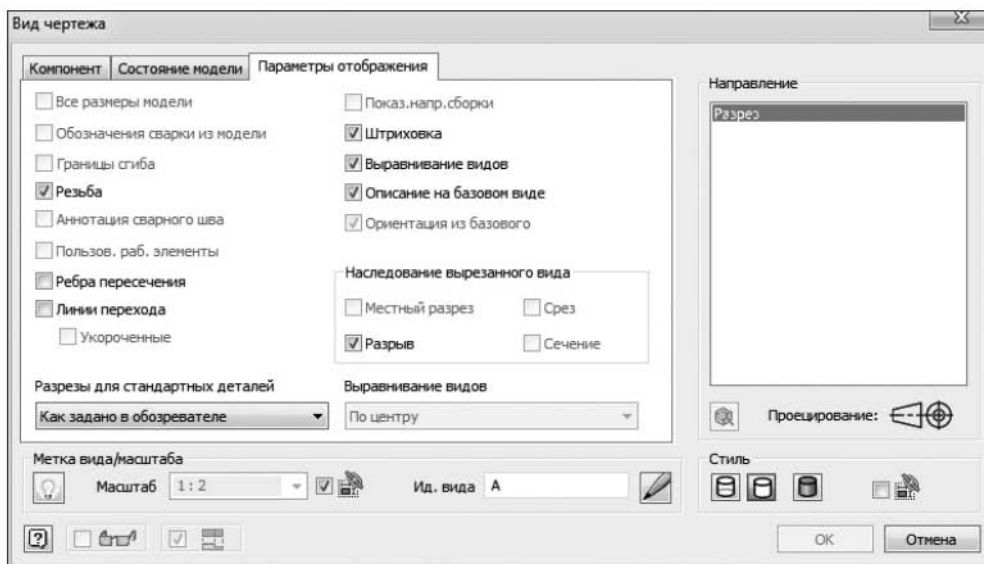 Вид чертежа
Компонент
Состояние модели
Параметры отображения
Все размеры модели
Обозначения сварки из модели
Границы сгиба
Резьба
Аннотация сварного шва
Пользов. раб. элементы
Ребра пересечения
Линии перехода
Укороченные
Показ.напр.сборки
Штриховка
Выравнивание видов
Описание на базовом виде
Ориентация из базового
Наследование вырезанного вида
Местный разрез
Срез
Разрыв
Сечение
Разрезы для стандартных деталей
Как задано в обозревателе
Выравнивание видов
По центру
Направление
Разрез
Проецирование:
Метка вида/масштаба
Масштаб
1 : 2
Ид. вида
A
Стиль
OK
Отмена